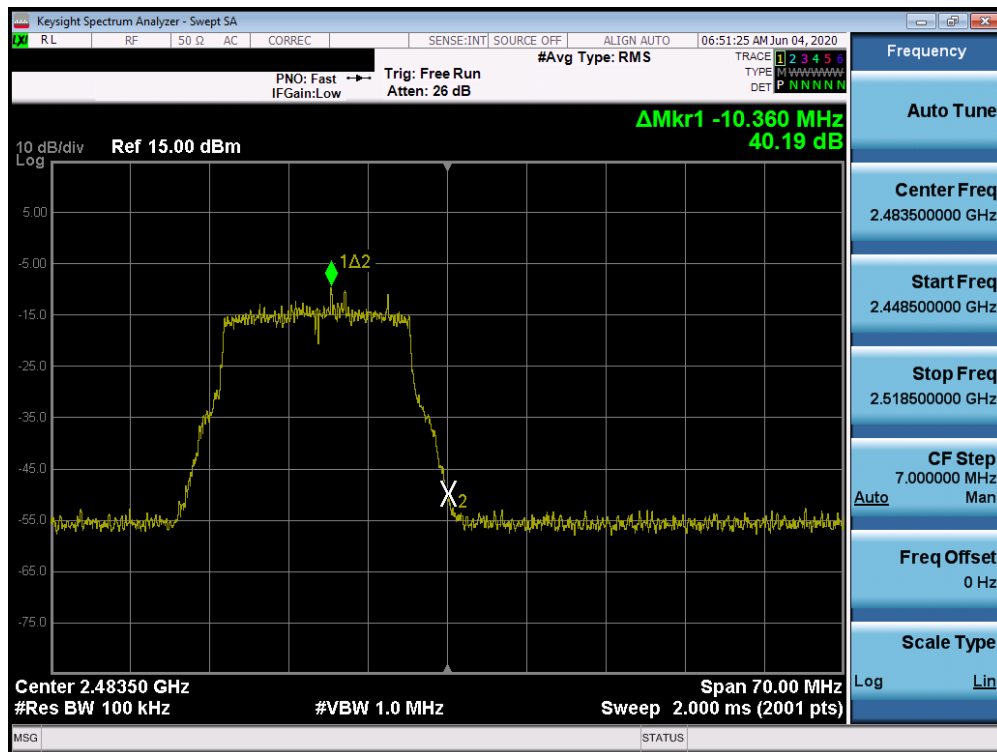 Keysight Spectrum Analyzer - Swept SA
LXI RL RF 50 Ω AC CORREC SENSE:INT SOURCE OFF ALIGN AUTO 06:51:25 AM Jun 04, 2020
#Avg Type: RMS
TRACE 1 2 3 4 5 6
PNO: Fast Trig: Free Run
TYPE M W W W W W
IFGain:Low Atten: 26 dB
DET P N N N N N
ΔMkr1 -10.360 MHz
40.19 dB
10 dB/div Ref 15.00 dBm
Log
5.00
-5.00
1Δ2
-15.0
-25.0
-35.0
-45.0
2
-55.0
-65.0
-75.0
Center 2.48350 GHz Span 70.00 MHz
#Res BW 100 kHz #VBW 1.0 MHz Sweep 2.000 ms (2001 pts)
MSG STATUS
Frequency
Auto Tune
Center Freq
2.483500000 GHz
Start Freq
2.448500000 GHz
Stop Freq
2.518500000 GHz
CF Step
7.000000 MHz
Auto Man
Freq Offset
0 Hz
Scale Type
Log Lin